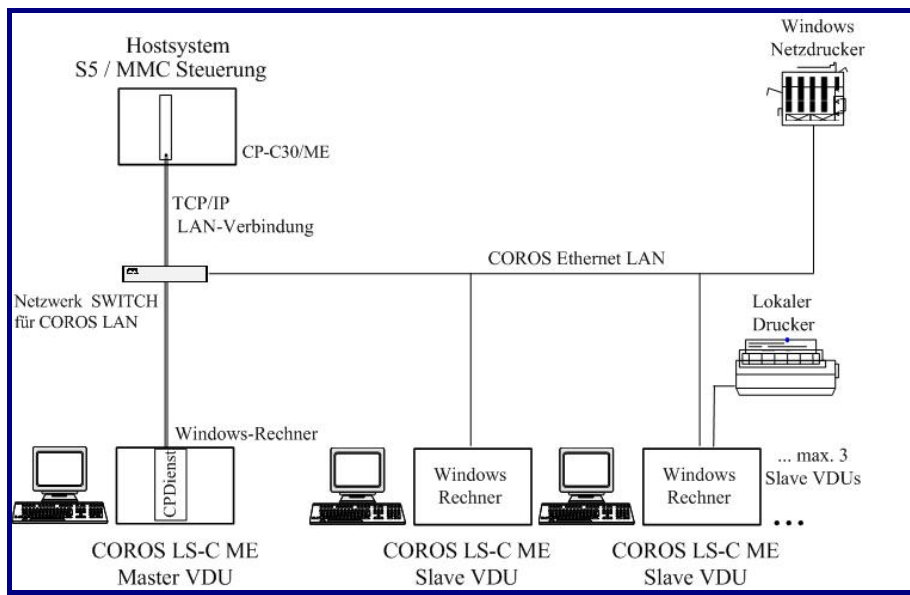 Hostsystem
S5 / MMC Steuerung
CP-C30/ME
Windows
Netzdrucker
TCP/IP
LAN-Verbindung
COROS Ethernet LAN
Netzwerk SWITCH
für COROS LAN
Lokaler
Drucker
Windows-Rechner
CPDienst
Windows
Rechner
Windows
Rechner
... max. 3
Slave VDUs
...
COROS LS-C ME
Master VDU
COROS LS-C ME
Slave VDU
COROS LS-C ME
Slave VDU